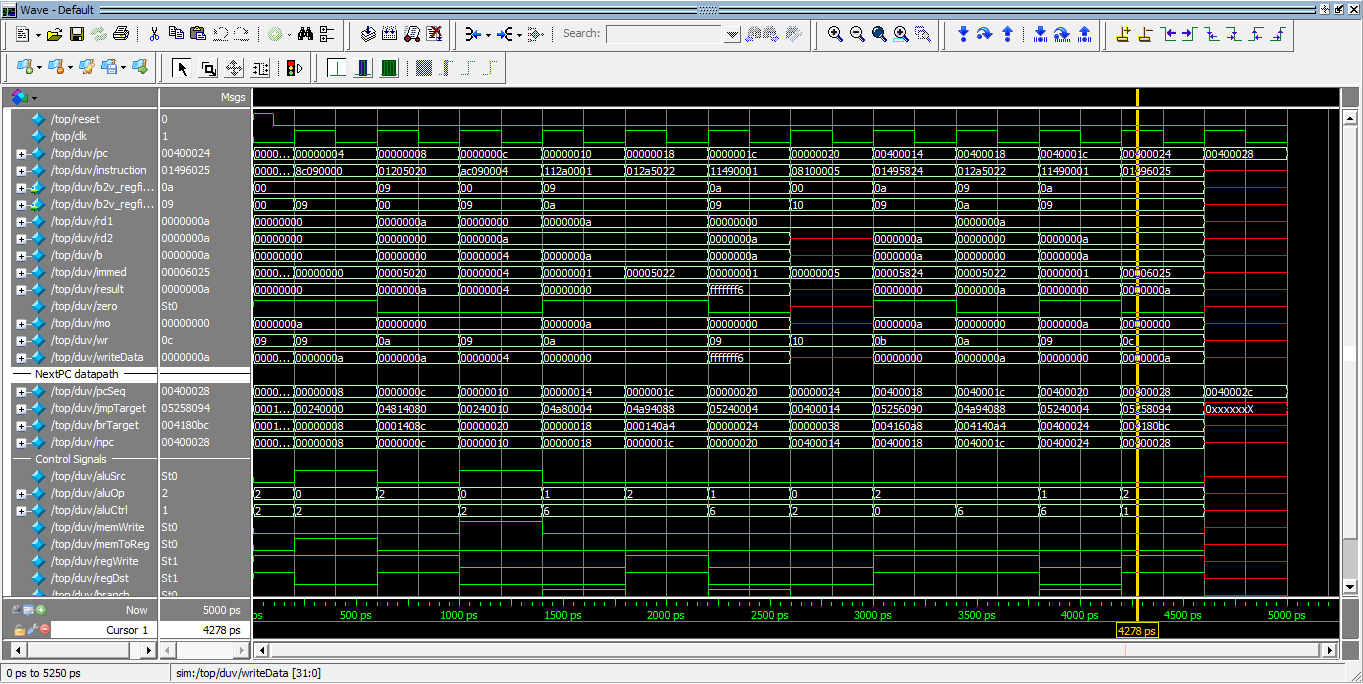 Wave - Default
Search:
Msgs
/top/reset 0
/top/clk 1
/top/duv/pc 00400024 0000... 00000004 00000008 0000000c 00000010 00000018 0000001c 00000020 00400014 00400018 0040001c 00400024 00400028
/top/duv/instruction 01496025 0000... 8c090000 01205020 ac090004 112a0001 012a5022 11490001 08100005 01495824 012a5022 11490001 01496025
/top/duv/b2v_regfi... 0a 00 09 00 09 0a 00 0a 09 0a
/top/duv/b2v_regfi... 09 00 09 00 09 0a 09 10 09 0a 09
/top/duv/rd1 0000000a 00000000 0000000a 00000000 0000000a 00000000 0000000a
/top/duv/rd2 0000000a 00000000 00000000 0000000a 0000000a 0000000a 00000000 0000000a
/top/duv/b 0000000a 00000000 00000000 00000004 0000000a 0000000a 0000000a 00000000 0000000a
/top/duv/immed 00006025 0000... 00000000 00005020 00000004 00000001 00005022 00000001 00000005 00005824 00005022 00000001 00006025
/top/duv/result 0000000a 00000000 0000000a 00000004 00000000 fffffff6 00000000 0000000a 00000000 0000000a
/top/duv/zero St0
/top/duv/mo 00000000 0000000a 00000000 0000000a 00000000 0000000a 00000000 0000000a 00000000
/top/duv/wr 0c 09 09 0a 09 0a 09 10 0b 0a 09 0c
/top/duv/writeData 0000000a 0000... 0000000a 0000000a 00000004 00000000 fffffff6 00000000 0000000a 00000000 0000000a
NextPC datapath
/top/duv/pcSeq 00400028 0000... 00000008 0000000c 00000010 00000014 0000001c 00000020 00000024 00400018 0040001c 00400020 00400028 0040002c
/top/duv/jmpTarget 05258094 0001... 00240000 04814080 00240010 04a80004 04a94088 05240004 00400014 05256090 04a94088 05240004 05258094 0xxxxxxX
/top/duv/brTarget 004180bc 0001... 00000008 0001408c 00000020 00000018 000140a4 00000024 00000038 004160a8 004140a4 00400024 004180bc
/top/duv/npc 00400028 0000... 00000008 0000000c 00000010 00000018 0000001c 00000020 00400014 00400018 0040001c 00400024 00400028
Control Signals
/top/duv/aluSrc St0
/top/duv/aluOp 2 2 0 2 0 1 2 1 0 2 1 2
/top/duv/aluCtrl 1 2 2 2 6 6 2 0 6 6 1
/top/duv/memWrite St0
/top/duv/memToReg St0
/top/duv/regWrite St1
/top/duv/regDst St1
/top/duv/branch St0
Now 5000 ps ps 500 ps 1000 ps 1500 ps 2000 ps 2500 ps 3000 ps 3500 ps 4000 ps 4500 ps 5000 ps
Cursor 1 4278 ps 4278 ps
0 ps to 5250 ps sim:/top/duv/writeData [31:0]